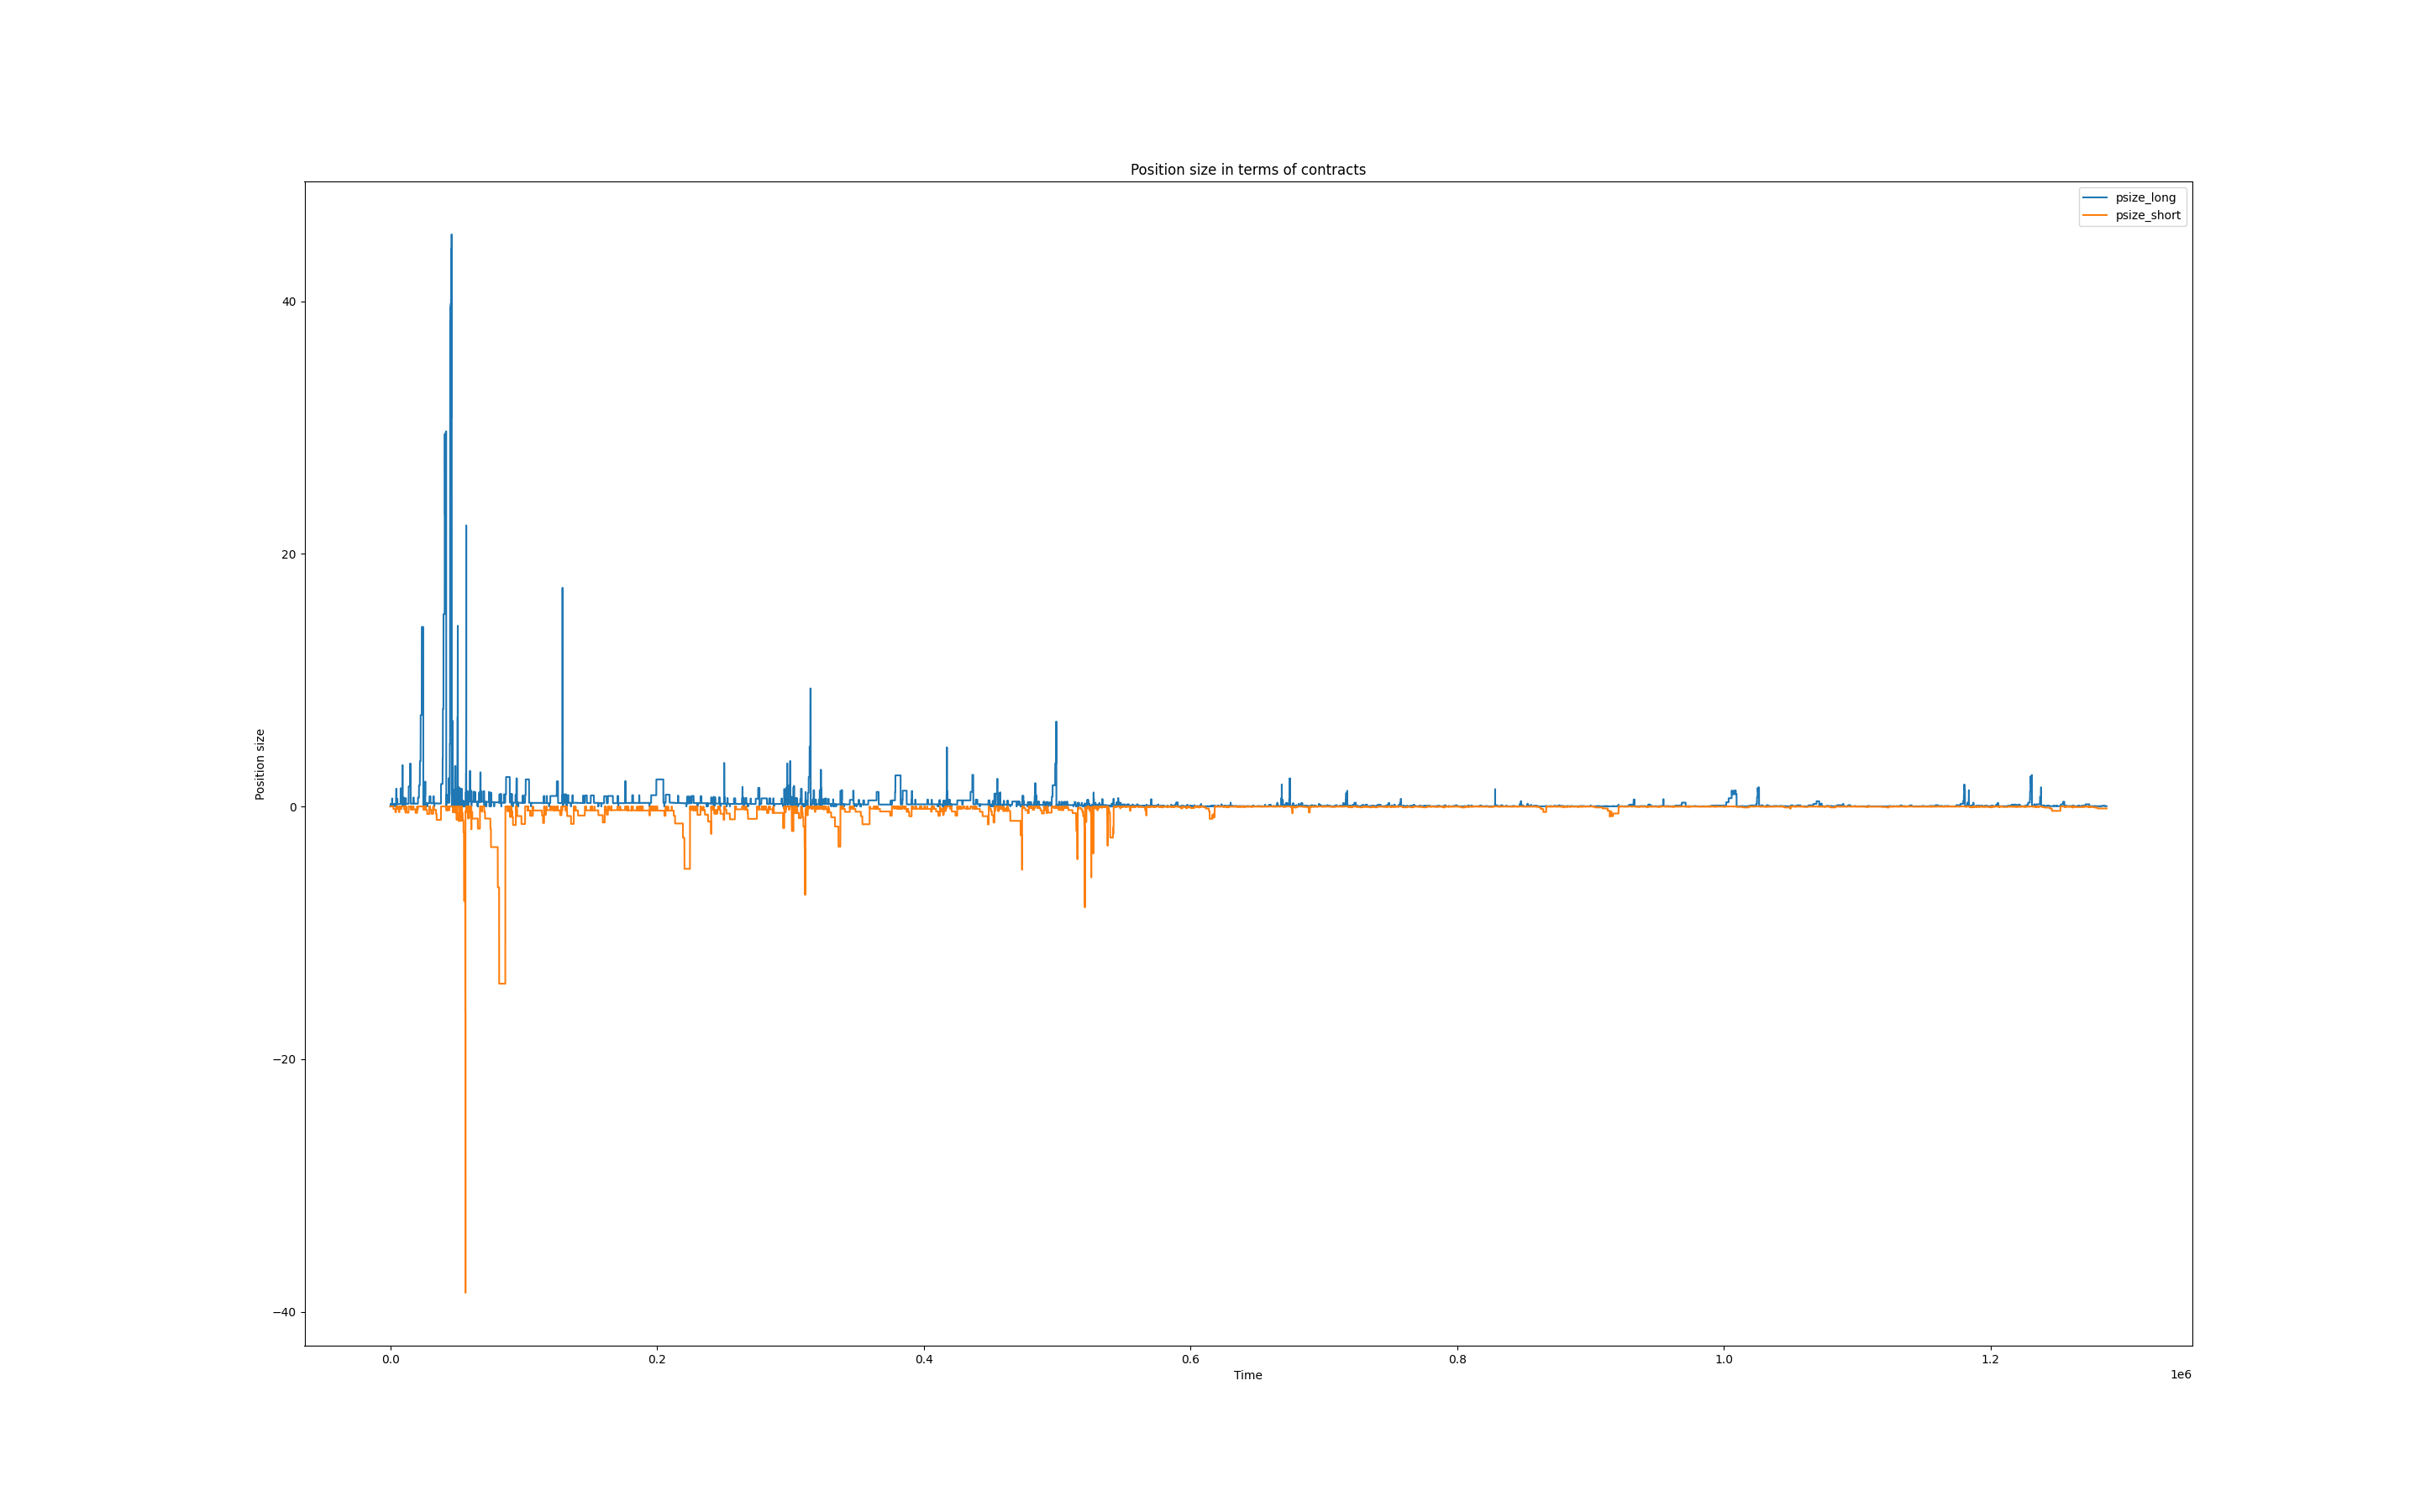 Position size in terms of contracts
psize_long
psize_short
40
20
0
−20
−40
Position size
0.0 0.2 0.4 0.6 0.8 1.0 1.2
1e6
Time